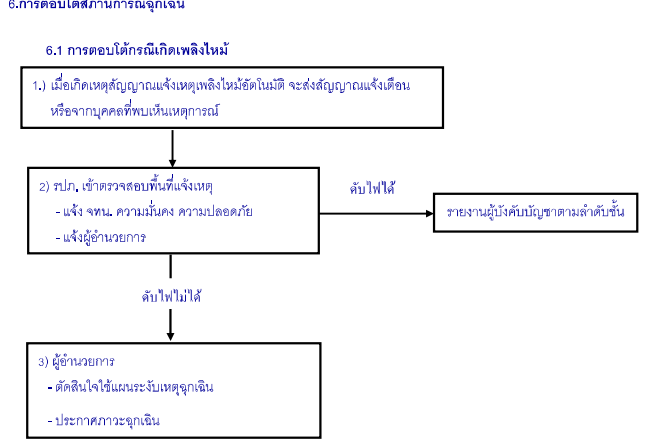 6.การตอบโต้สถานการณ์ฉุกเฉิน
6.1 การตอบโต้กรณีเกิดเพลิงไหม้
1.) เมื่อเกิดเหตุสัญญาณแจ้งเหตุเพลิงไหม้อัตโนมัติ จะส่งสัญญาณแจ้งเตือน
หรือจากบุคคลที่พบเห็นเหตุการณ์
2) รปภ. เข้าตรวจสอบพื้นที่แจ้งเหตุ
- แจ้ง จทน. ความมั่นคง ความปลอดภัย
- แจ้งผู้อำนวยการ
ดับไฟได้
รายงานผู้บังคับบัญชาตามลำดับชั้น
ดับไฟไม่ได้
3) ผู้อำนวยการ
- ตัดสินใจใช้แผนระงับเหตุฉุกเฉิน
- ประกาศภาวะฉุกเฉิน